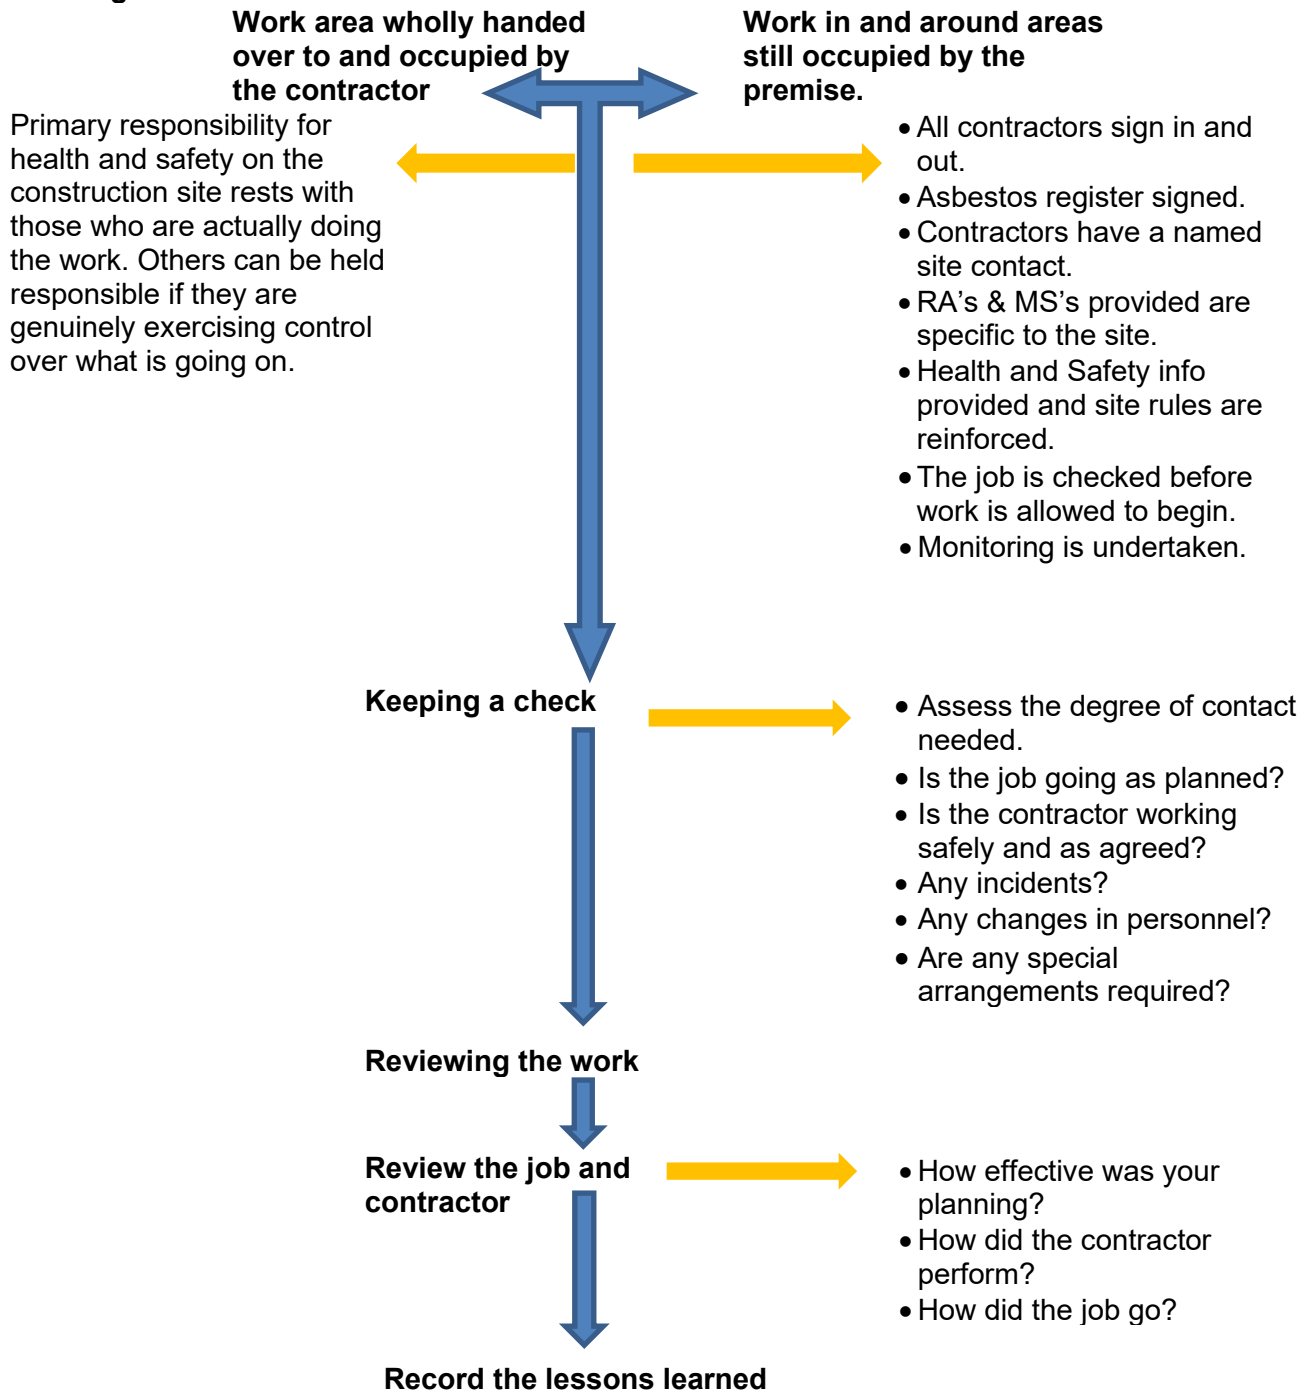 Work area wholly handed
over to and occupied by
the contractor
Work in and around areas
still occupied by the
premise.
Primary responsibility for
health and safety on the
construction site rests with
those who are actually doing
the work. Others can be held
responsible if they are
genuinely exercising control
over what is going on.
• All contractors sign in and
out.
• Asbestos register signed.
• Contractors have a named
site contact.
• RA’s & MS’s provided are
specific to the site.
• Health and Safety info
provided and site rules are
reinforced.
• The job is checked before
work is allowed to begin.
• Monitoring is undertaken.
Keeping a check
• Assess the degree of contact
needed.
• Is the job going as planned?
• Is the contractor working
safely and as agreed?
• Any incidents?
• Any changes in personnel?
• Are any special
arrangements required?
Reviewing the work
Review the job and
contractor
• How effective was your
planning?
• How did the contractor
perform?
• How did the job go?
Record the lessons learned